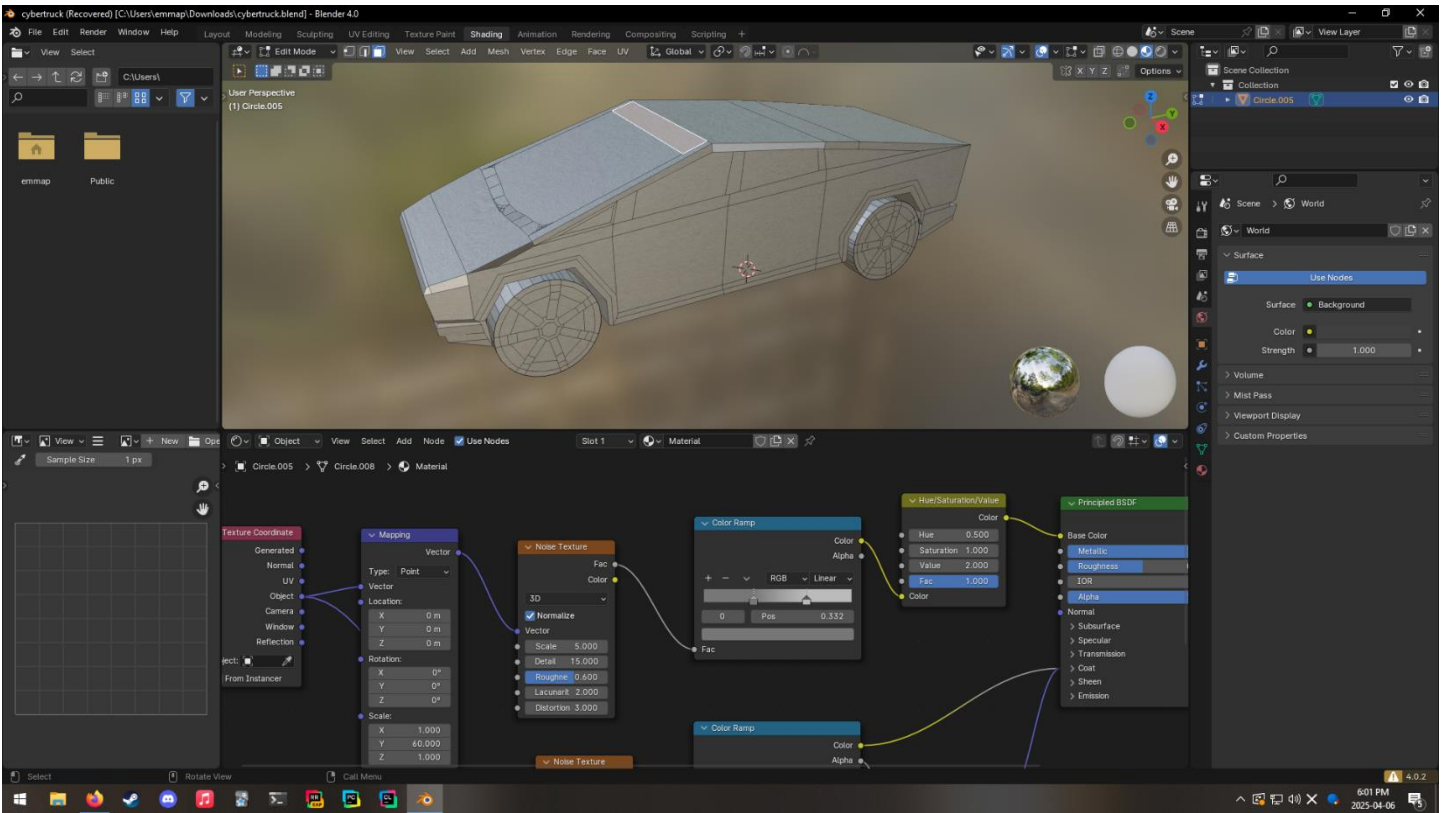 cybertruck (Recovered) [C:\Users\emmap\Downloads\cybertruck.blend] - Blender 4.0
File Edit Render Window Help Layout Modeling Sculpting UV Editing Texture Paint Shading Animation Rendering Compositing Scripting + Scene View Layer
View Select Edit Mode View Select Add Mesh Vertex Edge Face UV Global
C:\Users\ X Y Z Options
User Perspective
(1) Circle.005
emmap Public
Scene Collection
Collection
Circle.005
Scene > World
World
Surface
Use Nodes
Surface Background
Color
Strength 1.000
Volume
Mist Pass
Viewport Display
Custom Properties
View + New Ope Object View Select Add Node Use Nodes Slot 1 Material
Sample Size 1 px
Circle.005 > Circle.008 > Material
Texture Coordinate
Generated
Normal
UV
Object
Camera
Window
Reflection
ject:
From Instancer
Mapping
Vector
Type: Point
Vector
Location:
X 0 m
Y 0 m
Z 0 m
Rotation:
X 0°
Y 0°
Z 0°
Scale:
X 1.000
Y 60.000
Z 1.000
Noise Texture
Fac
Color
3D
Normalize
Vector
Scale 5.000
Detail 15.000
Roughne 0.600
Lacunarit 2.000
Distortion 3.000
Noise Texture
Color Ramp
Color
Alpha
+ − RGB Linear
0 Pos 0.332
Fac
Color Ramp
Color
Alpha
Hue/Saturation/Value
Color
Hue 0.500
Saturation 1.000
Value 2.000
Fac 1.000
Color
Principled BSDF
Base Color
Metallic
Roughness
IOR
Alpha
Normal
Subsurface
Specular
Transmission
Coat
Sheen
Emission
Select Rotate View Call Menu 4.0.2
6:01 PM
2025-04-06